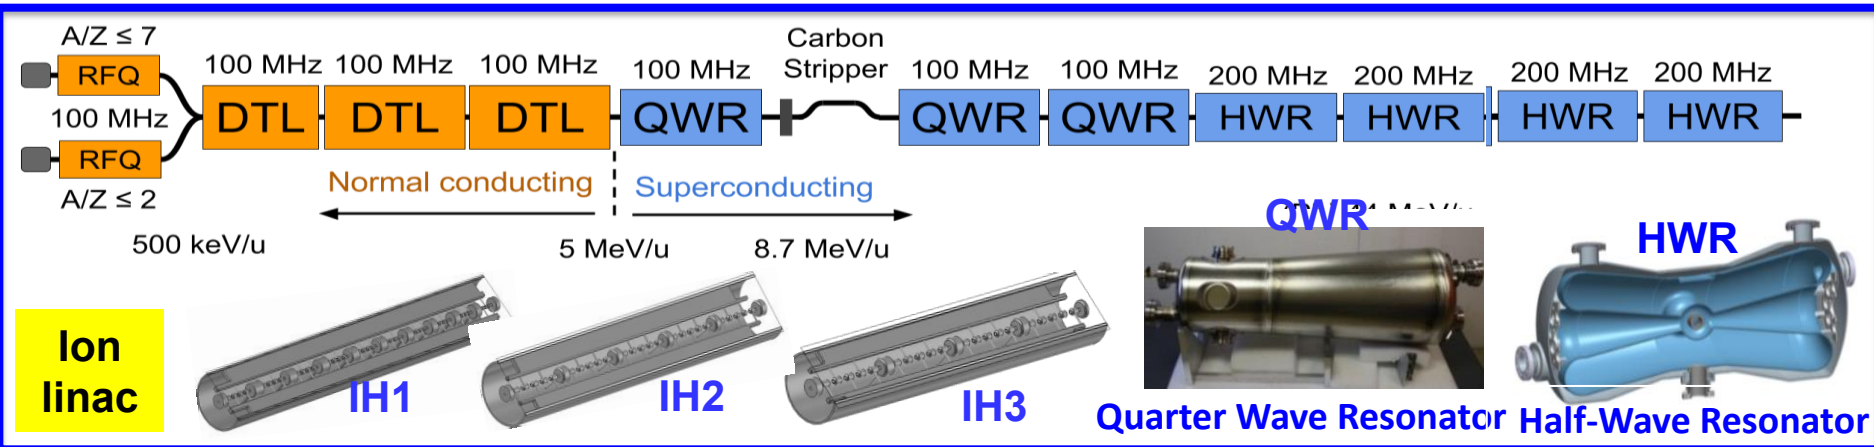 A/Z ≤ 7
RFQ
100 MHz
RFQ
A/Z ≤ 2
100 MHz 100 MHz 100 MHz 100 MHz
DTL DTL DTL QWR
Carbon
Stripper
100 MHz 100 MHz 200 MHz 200 MHz 200 MHz 200 MHz
QWR QWR HWR HWR HWR HWR
Normal conducting
Superconducting
500 keV/u
5 MeV/u
8.7 MeV/u
QWR
HWR
Ion
linac
IH1
IH2
IH3
Quarter Wave Resonator
Half-Wave Resonator